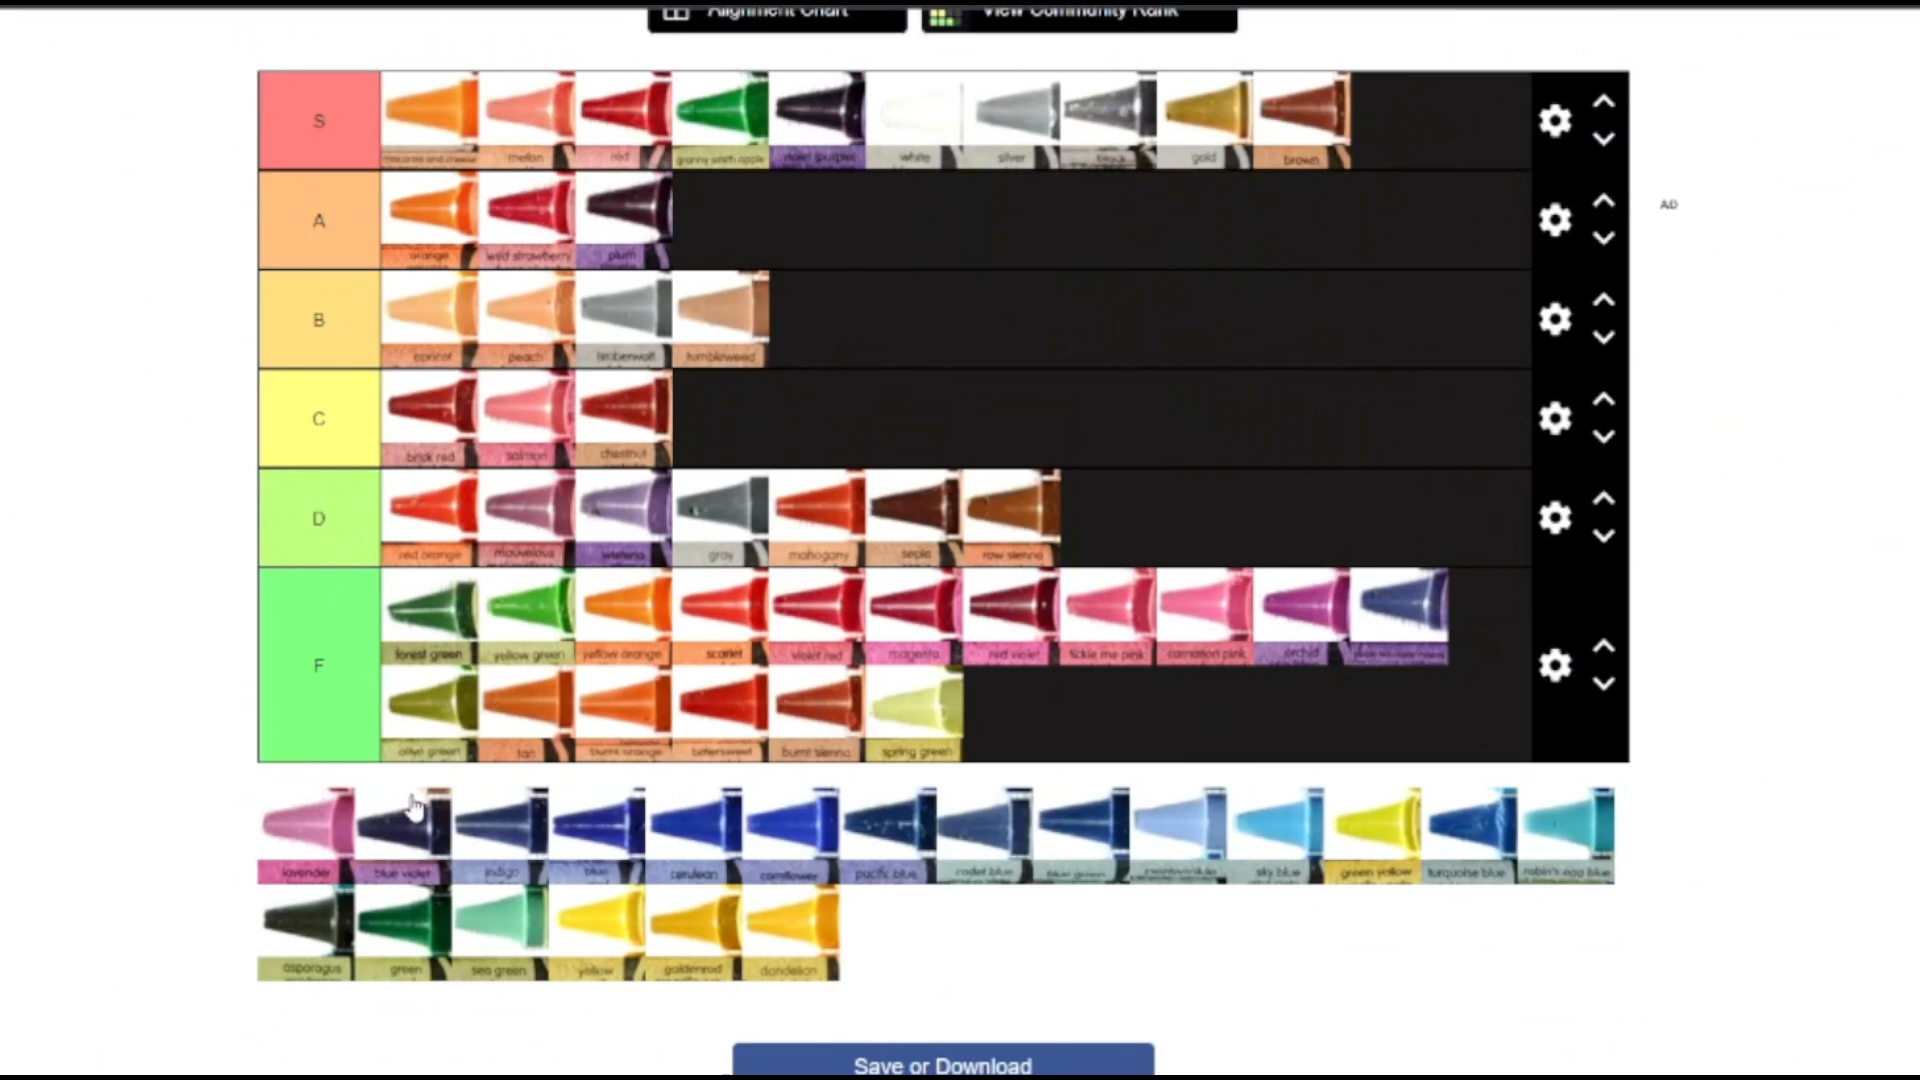 Alignment Chart View Community Rank
S
macaroni and cheese melon red granny smith apple violet (purple) white silver black gold brown
AD
A
orange wild strawberry plum
B
apricot peach timberwolf tumbleweed
C
brick red salmon chestnut
D
red orange mauvelous wisteria gray mahogany sepia raw sienna
F
forest green yellow green yellow orange scarlet violet red magenta red violet tickle me pink carnation pink orchid
olive green tan burnt orange bittersweet burnt sienna spring green
lavender blue violet indigo blue cerulean cornflower pacific blue cadet blue blue green periwinkle sky blue green yellow turquoise blue robin's egg blue
asparagus green sea green yellow goldenrod dandelion
Save or Download